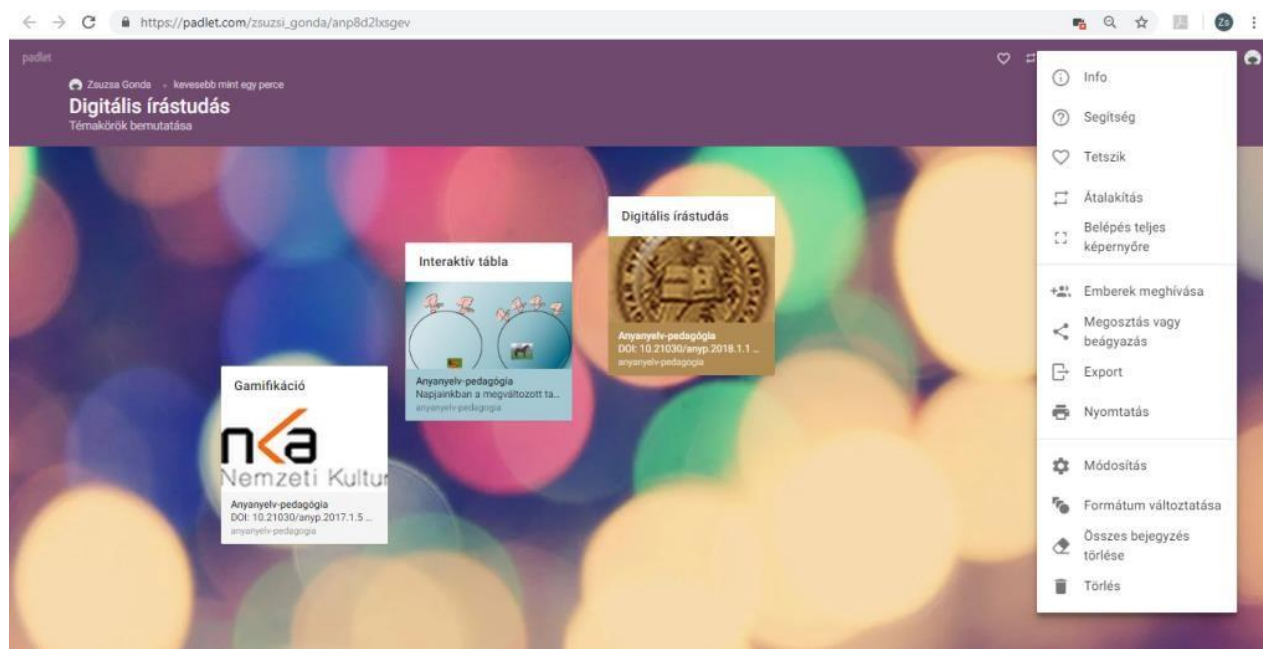 https://padlet.com/zsuzsi_gonda/anp8d2lxsgev
Zs
padlet
Zsuzsa Gonda - kevesebb mint egy perce
Digitális írástudás
Témakörök bemutatása
Digitális írástudás
Anyanyelv-pedagógia
DOI: 10.21030/anyp.2018.1.1 ...
anyanyelv-pedagogia
Interaktív tábla
Anyanyelv-pedagógia
Napjainkban a megváltozott ta...
anyanyelv-pedagogia
Gamifikáció
nka
Nemzeti Kultur
Anyanyelv-pedagógia
DOI: 10.21030/anyp.2017.1.5 ...
anyanyelv-pedagogia
Info
Segítség
Tetszik
Átalakítás
Belépés teljes
képernyőre
Emberek meghívása
Megosztás vagy
beágyazás
Export
Nyomtatás
Módosítás
Formátum változtatása
Összes bejegyzés
törlése
Törlés